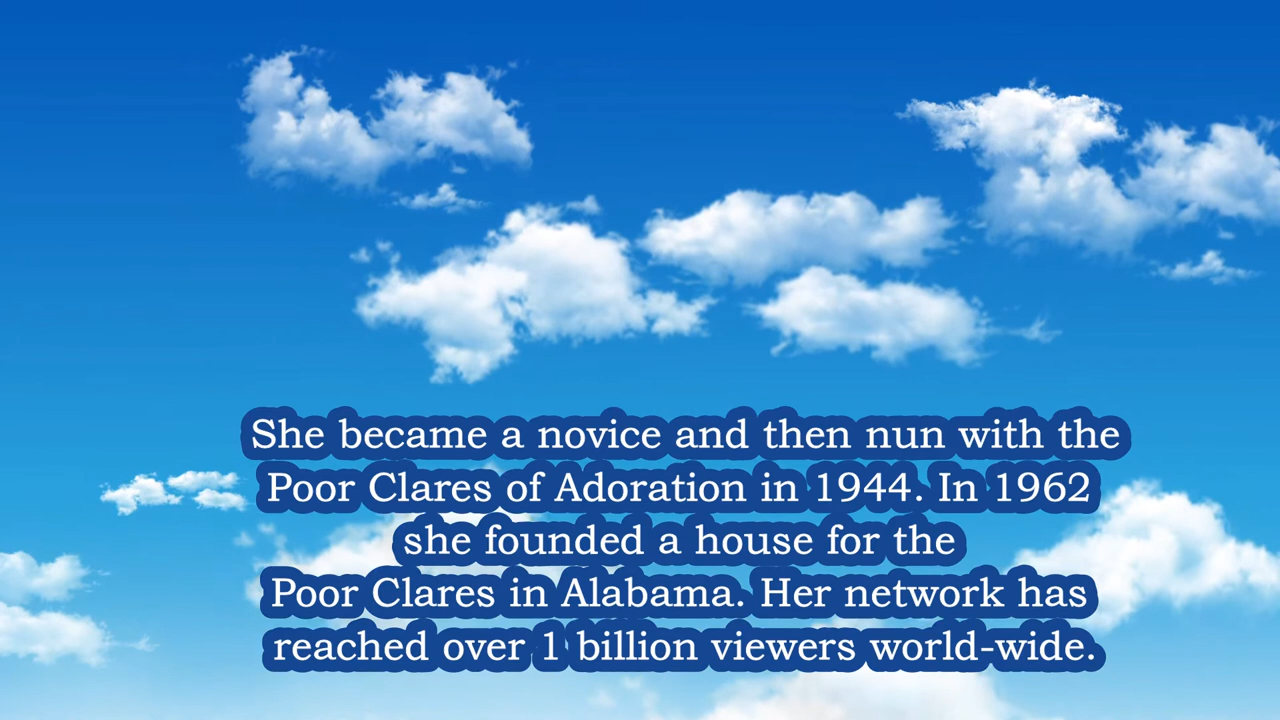 She became a novice and then nun with the
Poor Clares of Adoration in 1944. In 1962
she founded a house for the
Poor Clares in Alabama. Her network has
reached over 1 billion viewers world-wide.